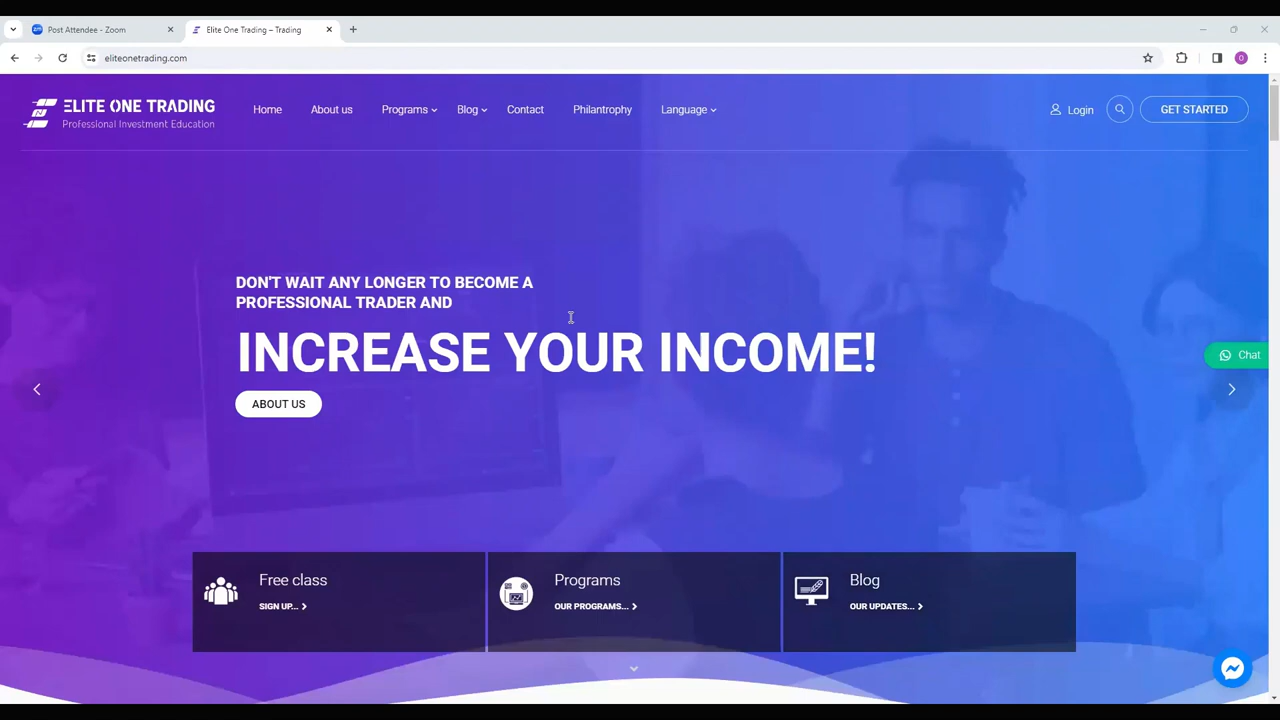 Post Attendee - Zoom
Elite One Trading – Trading
eliteonetrading.com
ELITE ONE TRADING
Professional Investment Education
Home
About us
Programs
Blog
Contact
Philantrophy
Language
Login
GET STARTED
DON'T WAIT ANY LONGER TO BECOME A
PROFESSIONAL TRADER AND
INCREASE YOUR INCOME!
ABOUT US
Chat
Free class
SIGN UP...
Programs
OUR PROGRAMS...
Blog
OUR UPDATES...